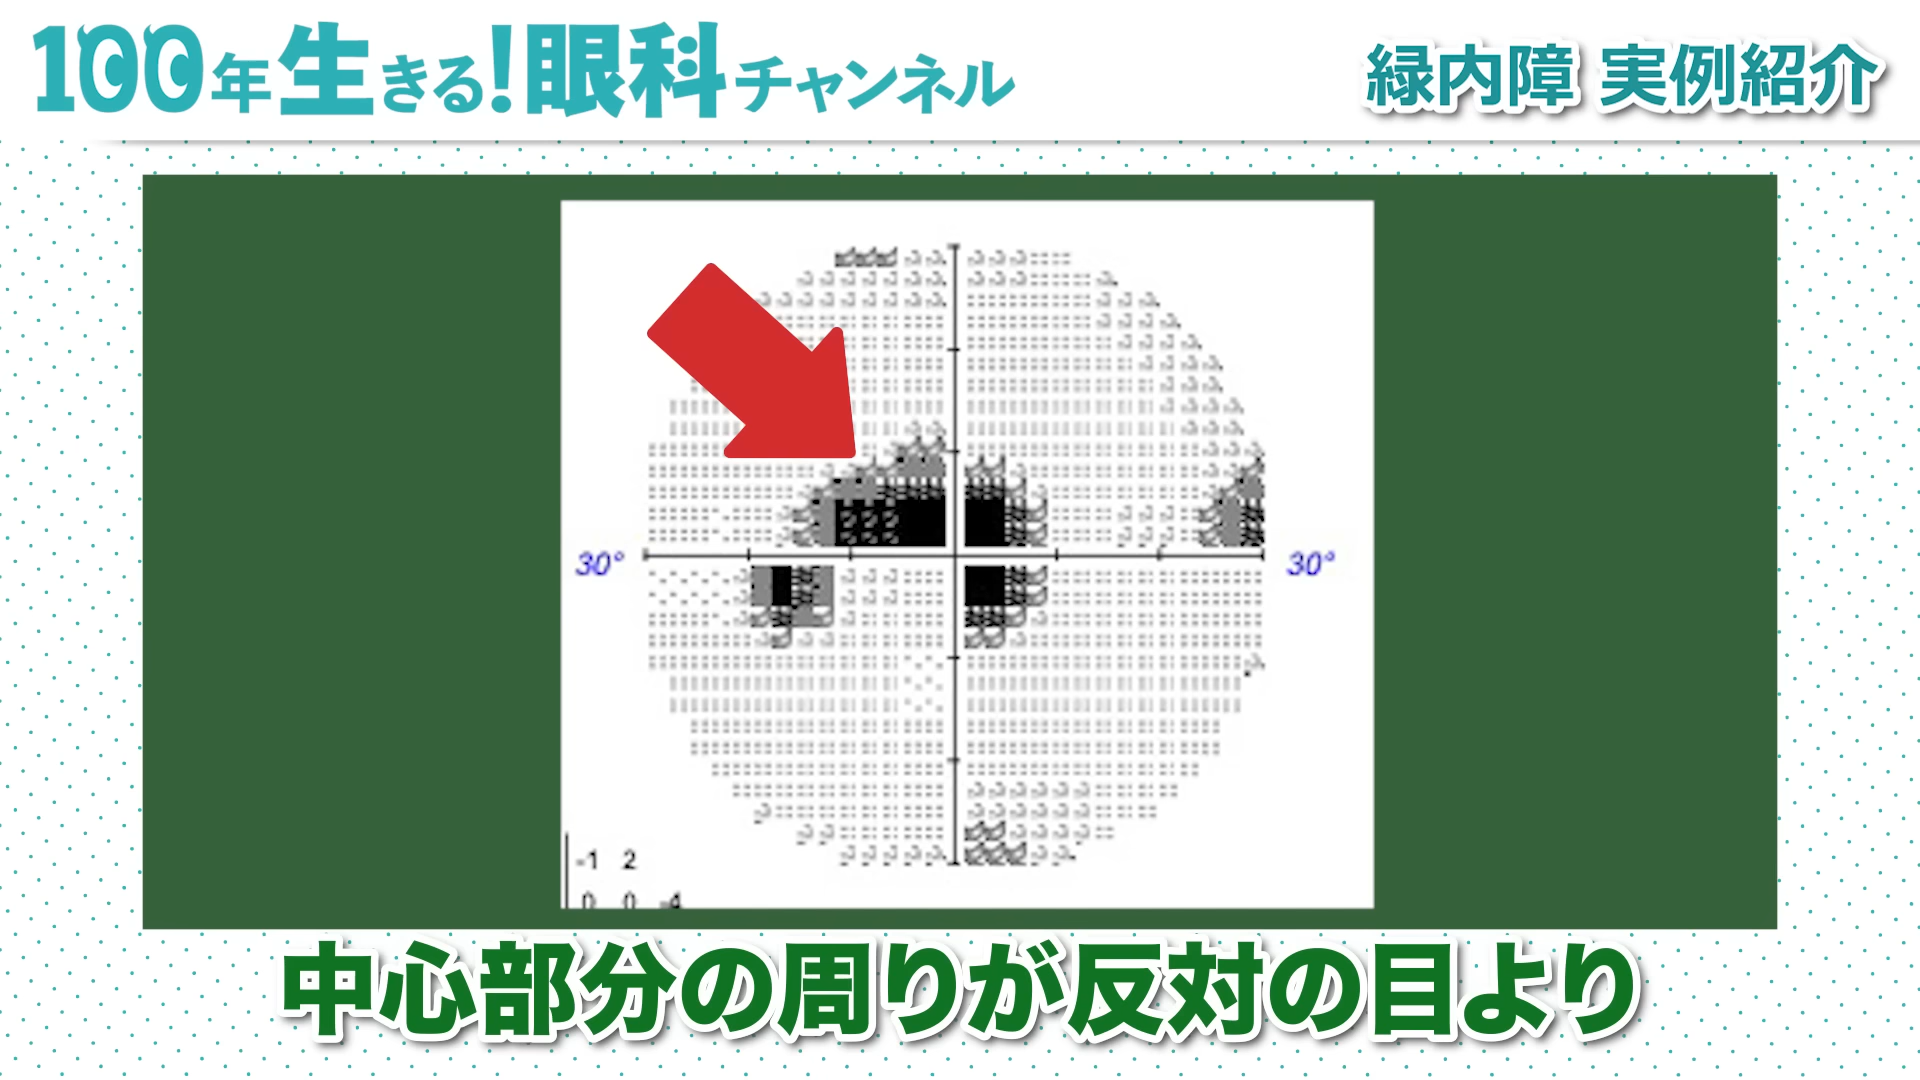 100年生きる!眼科チャンネル
緑内障 実例紹介
30° 30°
-1 2
0 0 -4
中心部分の周りが反対の目より